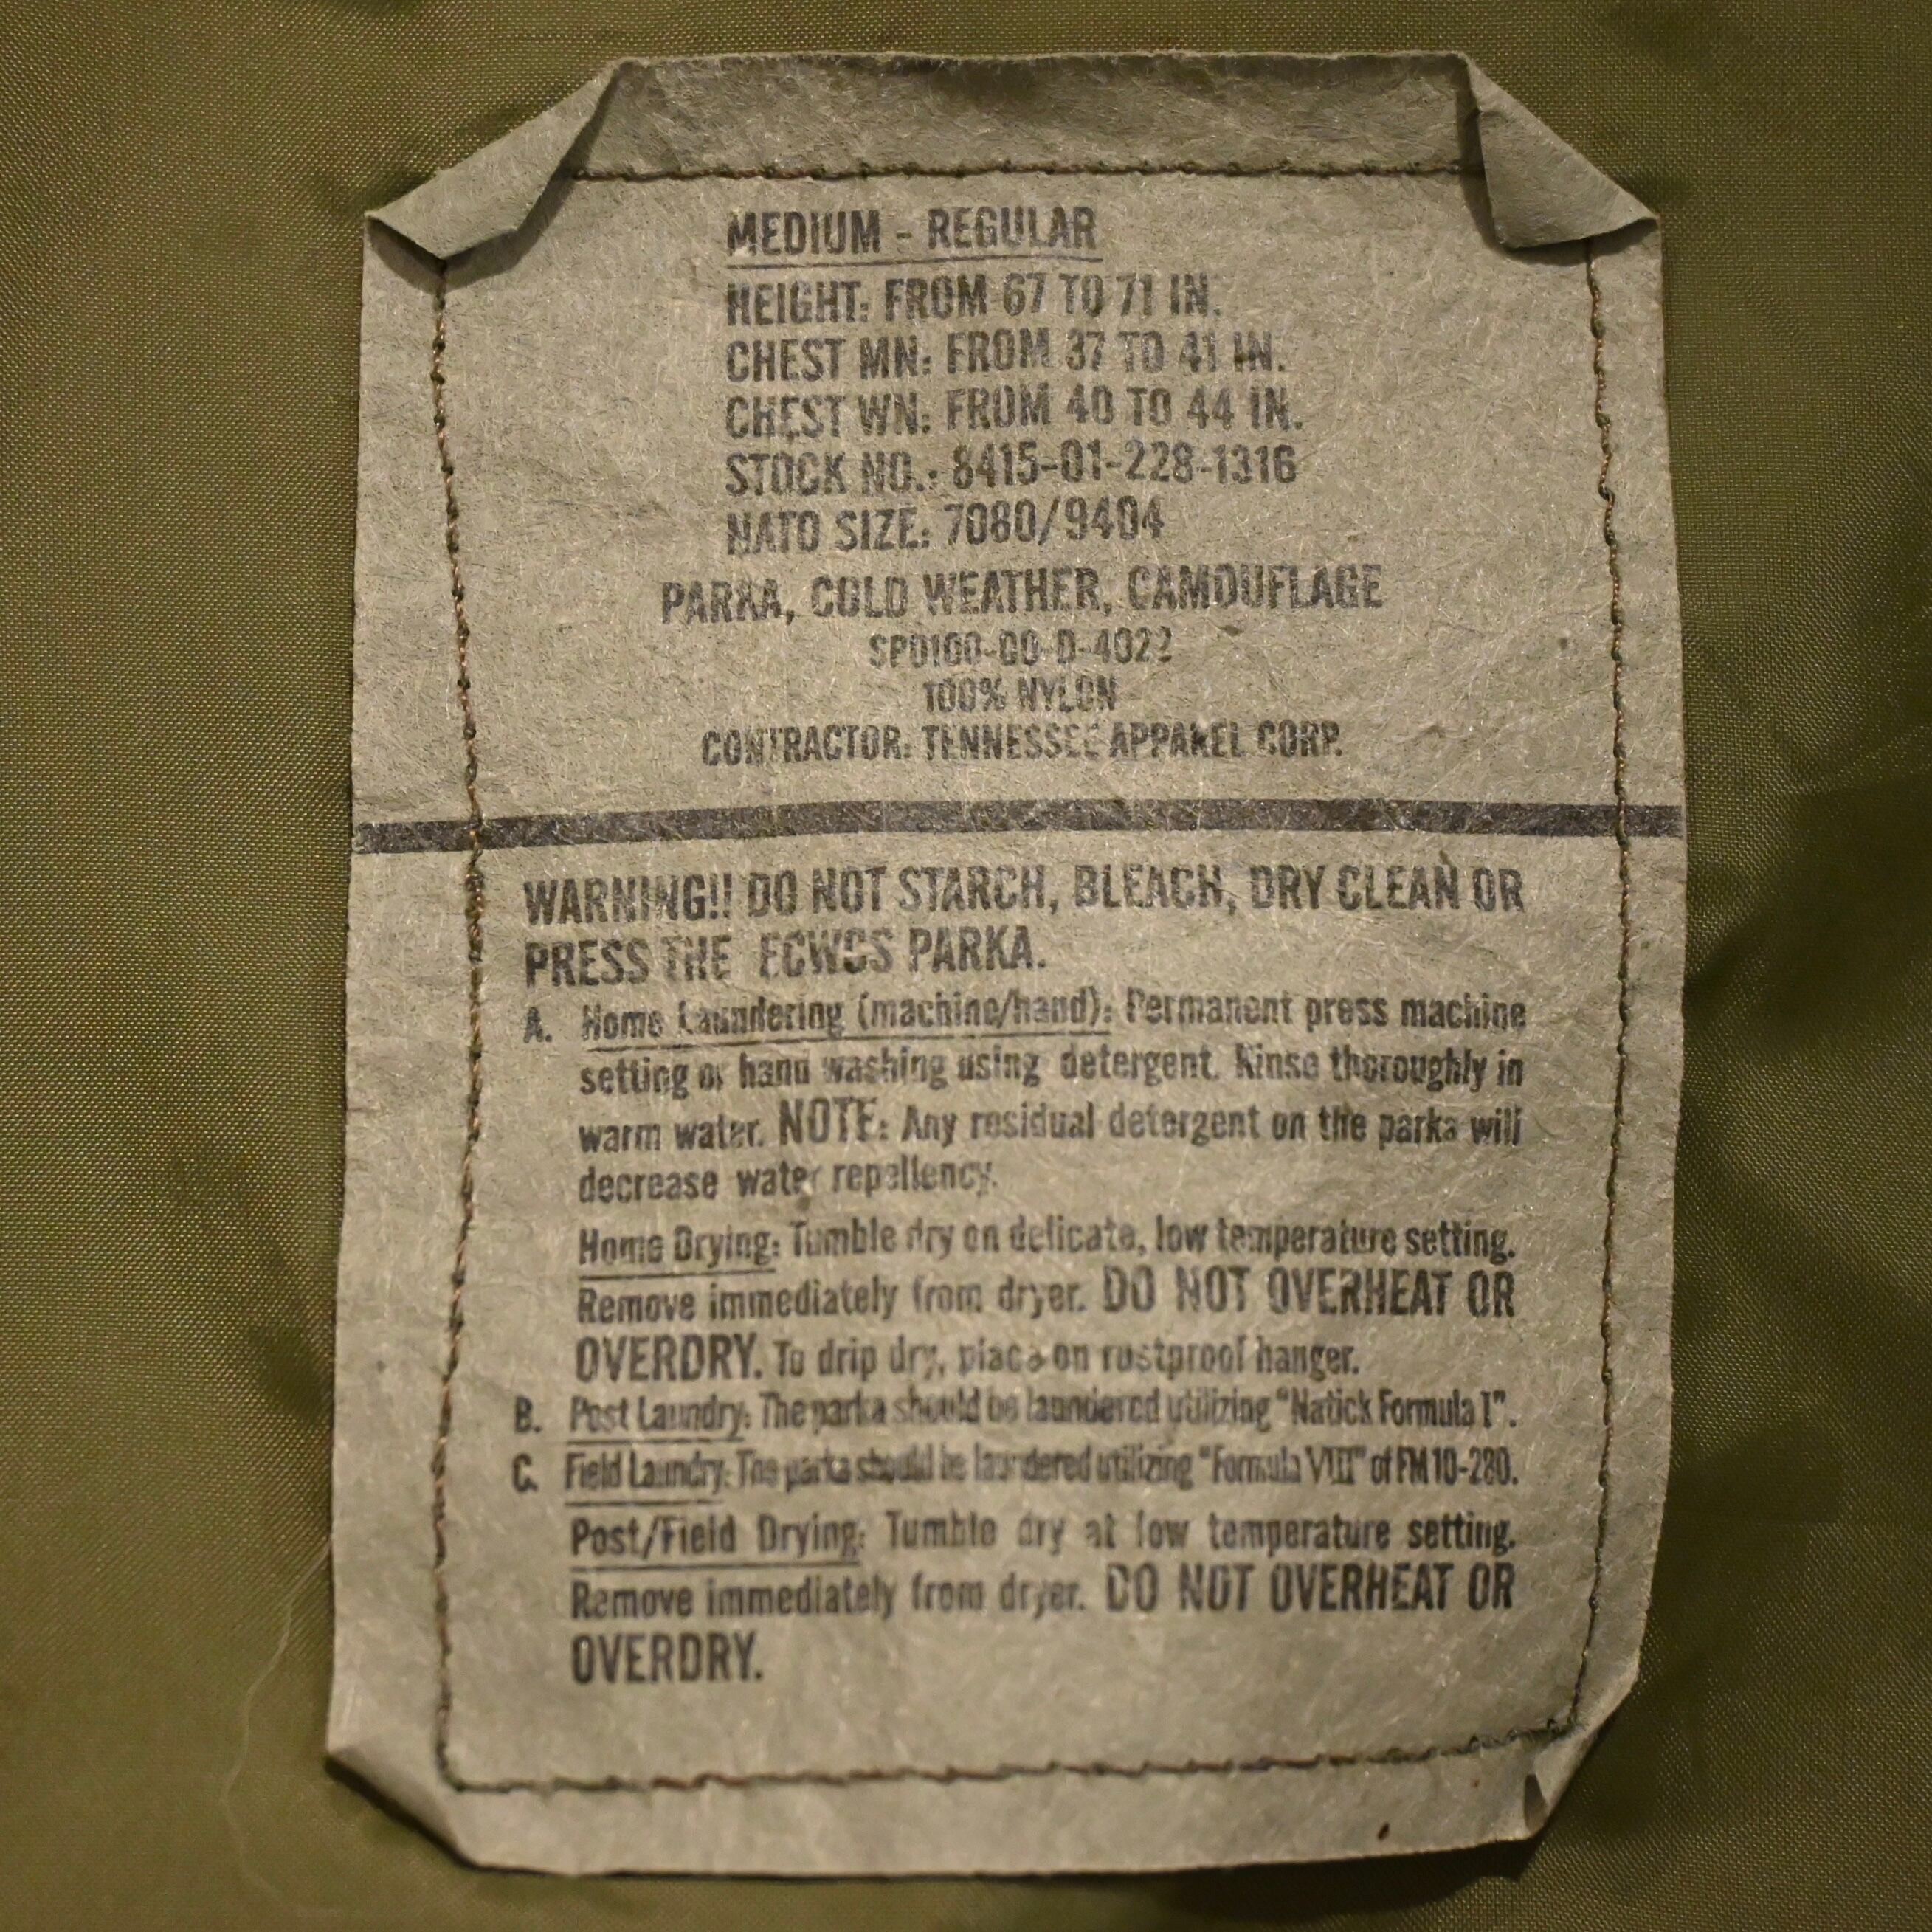 MEDIUM - REGULAR
HEIGHT: FROM 67 TO 71 IN.
CHEST MN: FROM 37 TO 41 IN.
CHEST WN: FROM 40 TO 44 IN.
STOCK NO.: 8415-01-228-1316
NATO SIZE: 7080/9404
PARKA, COLD WEATHER, CAMOUFLAGE
SPO100-00-D-4022
100% NYLON
CONTRACTOR: TENNESSEE APPAREL CORP.
WARNING!! DO NOT STARCH, BLEACH, DRY CLEAN OR
PRESS THE ECWCS PARKA.
A. Home Laundering (machine/hand): Permanent press machine
setting or hand washing using detergent. Rinse thoroughly in
warm water. NOTE: Any residual detergent on the parka will
decrease water repellency.
Home Drying: Tumble dry on delicate, low temperature setting.
Remove immediately from dryer. DO NOT OVERHEAT OR
OVERDRY. To drip dry, place on rustproof hanger.
B. Post Laundry: The parka should be laundered utilizing "Natick Formula I".
C. Field Laundry: The parka should be laundered utilizing "Formula VIII" of FM 10-280.
Post/Field Drying: Tumble dry at low temperature setting.
Remove immediately from dryer. DO NOT OVERHEAT OR
OVERDRY.